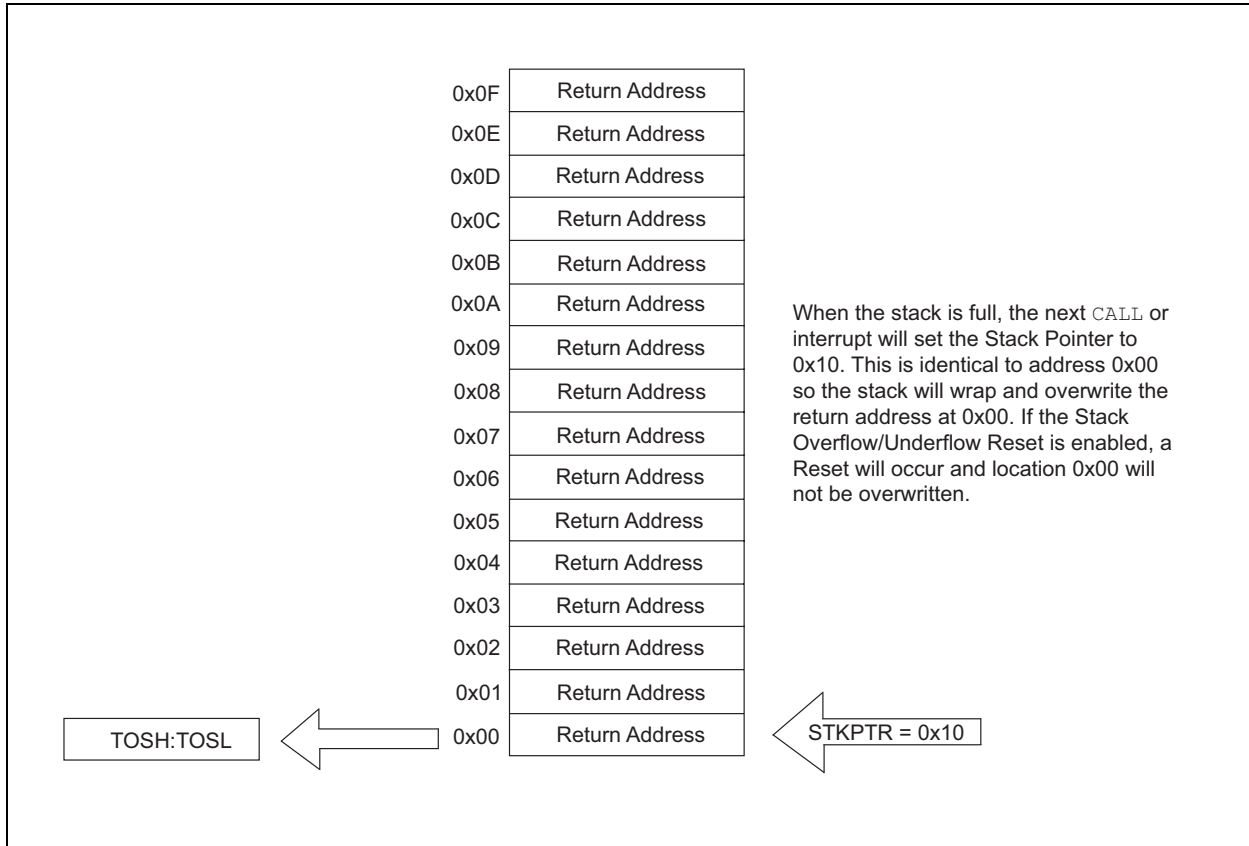 0x0F Return Address
0x0E Return Address
0x0D Return Address
0x0C Return Address
0x0B Return Address
0x0A Return Address
0x09 Return Address
0x08 Return Address
0x07 Return Address
0x06 Return Address
0x05 Return Address
0x04 Return Address
0x03 Return Address
0x02 Return Address
0x01 Return Address
TOSH:TOSL 0x00 Return Address STKPTR = 0x10
When the stack is full, the next CALL or
interrupt will set the Stack Pointer to
0x10. This is identical to address 0x00
so the stack will wrap and overwrite the
return address at 0x00. If the Stack
Overflow/Underflow Reset is enabled, a
Reset will occur and location 0x00 will
not be overwritten.